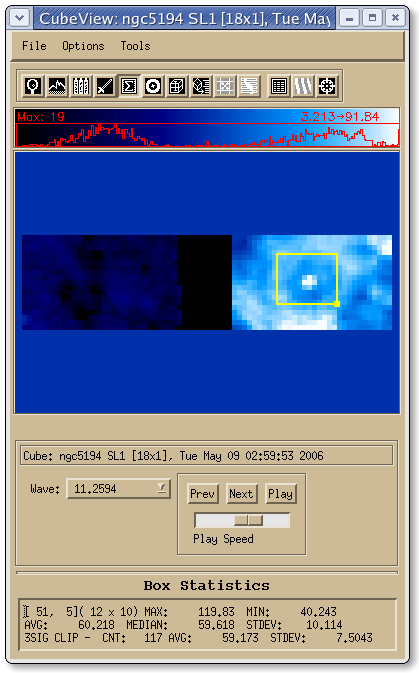 CubeView: ngc5194 SL1 [18x1], Tue May
File Options Tools
Max: 19 3.213→91.84
Cube: ngc5194 SL1 [18x1], Tue May 09 02:59:53 2006
Wave: 11.2594
Prev Next Play
Play Speed
Box Statistics
[ 51, 5]( 12 x 10) MAX: 119.83 MIN: 40.243
AVG: 60.218 MEDIAN: 59.618 STDEV: 10.114
3SIG CLIP - CNT: 117 AVG: 59.173 STDEV: 7.5043